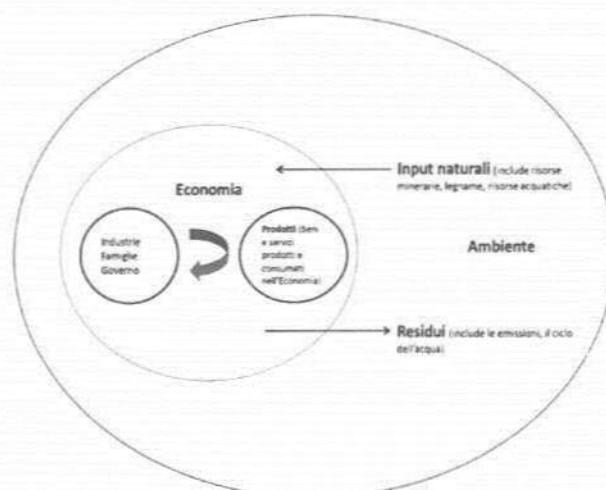 Input naturali (include risorse
minerarie, legname, risorse acquatiche)
Economia
Industrie
Famiglie
Governo
Prodotti (Beni
e servizi
prodotti e
consumati
nell'Economia)
Ambiente
Residui (include le emissioni, il ciclo
dell'acqua)